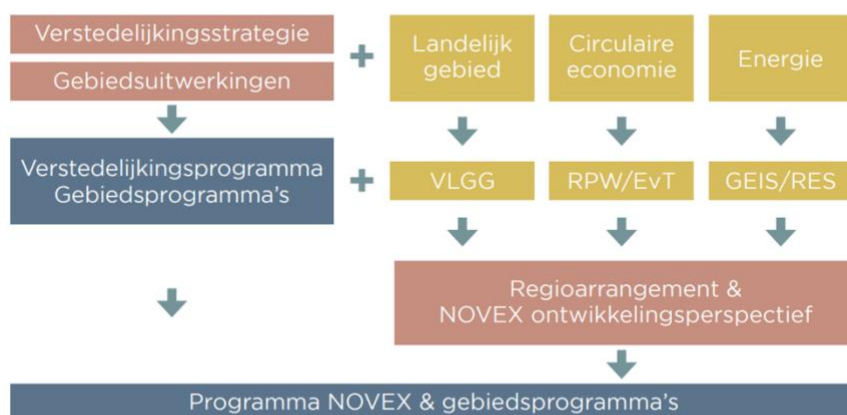 Verstedelijkingsstrategie
Gebiedsuitwerkingen
+
Landelijk
gebied
Circulaire
economie
Energie
Verstedelijkingsprogramma
Gebiedsprogramma's
+
VLGG
RPW/EvT
GEIS/RES
Regioarrangement &
NOVEX ontwikkelingsperspectief
Programma NOVEX & gebiedsprogramma's